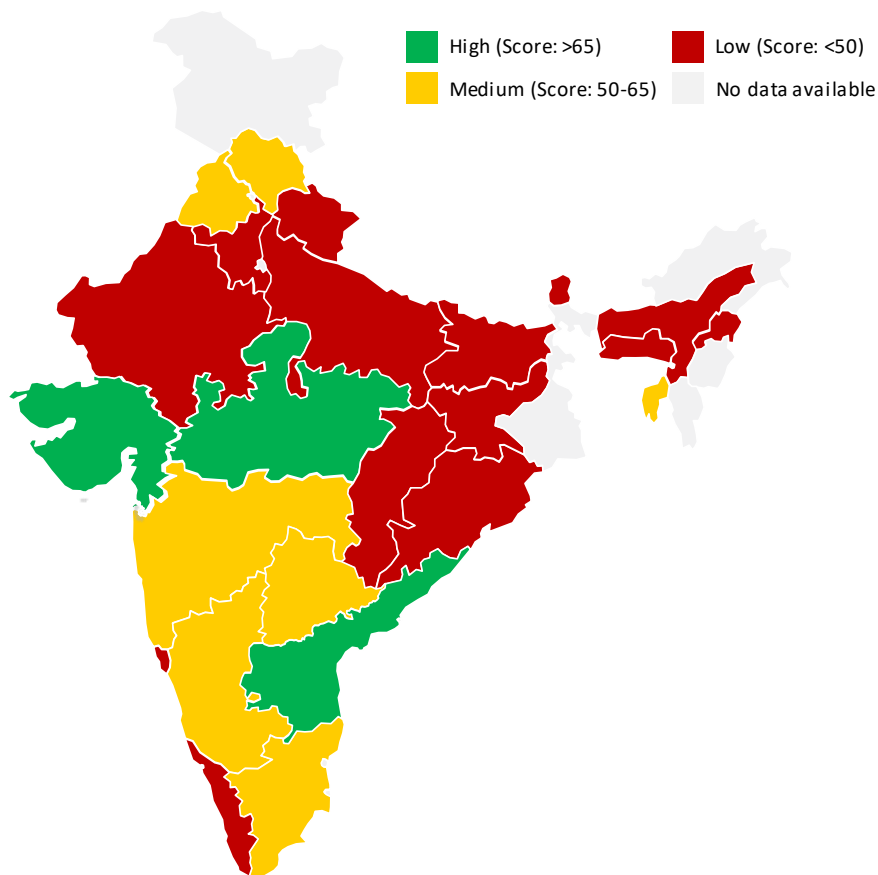 High (Score: >65)
Low (Score: <50)
Medium (Score: 50-65)
No data available